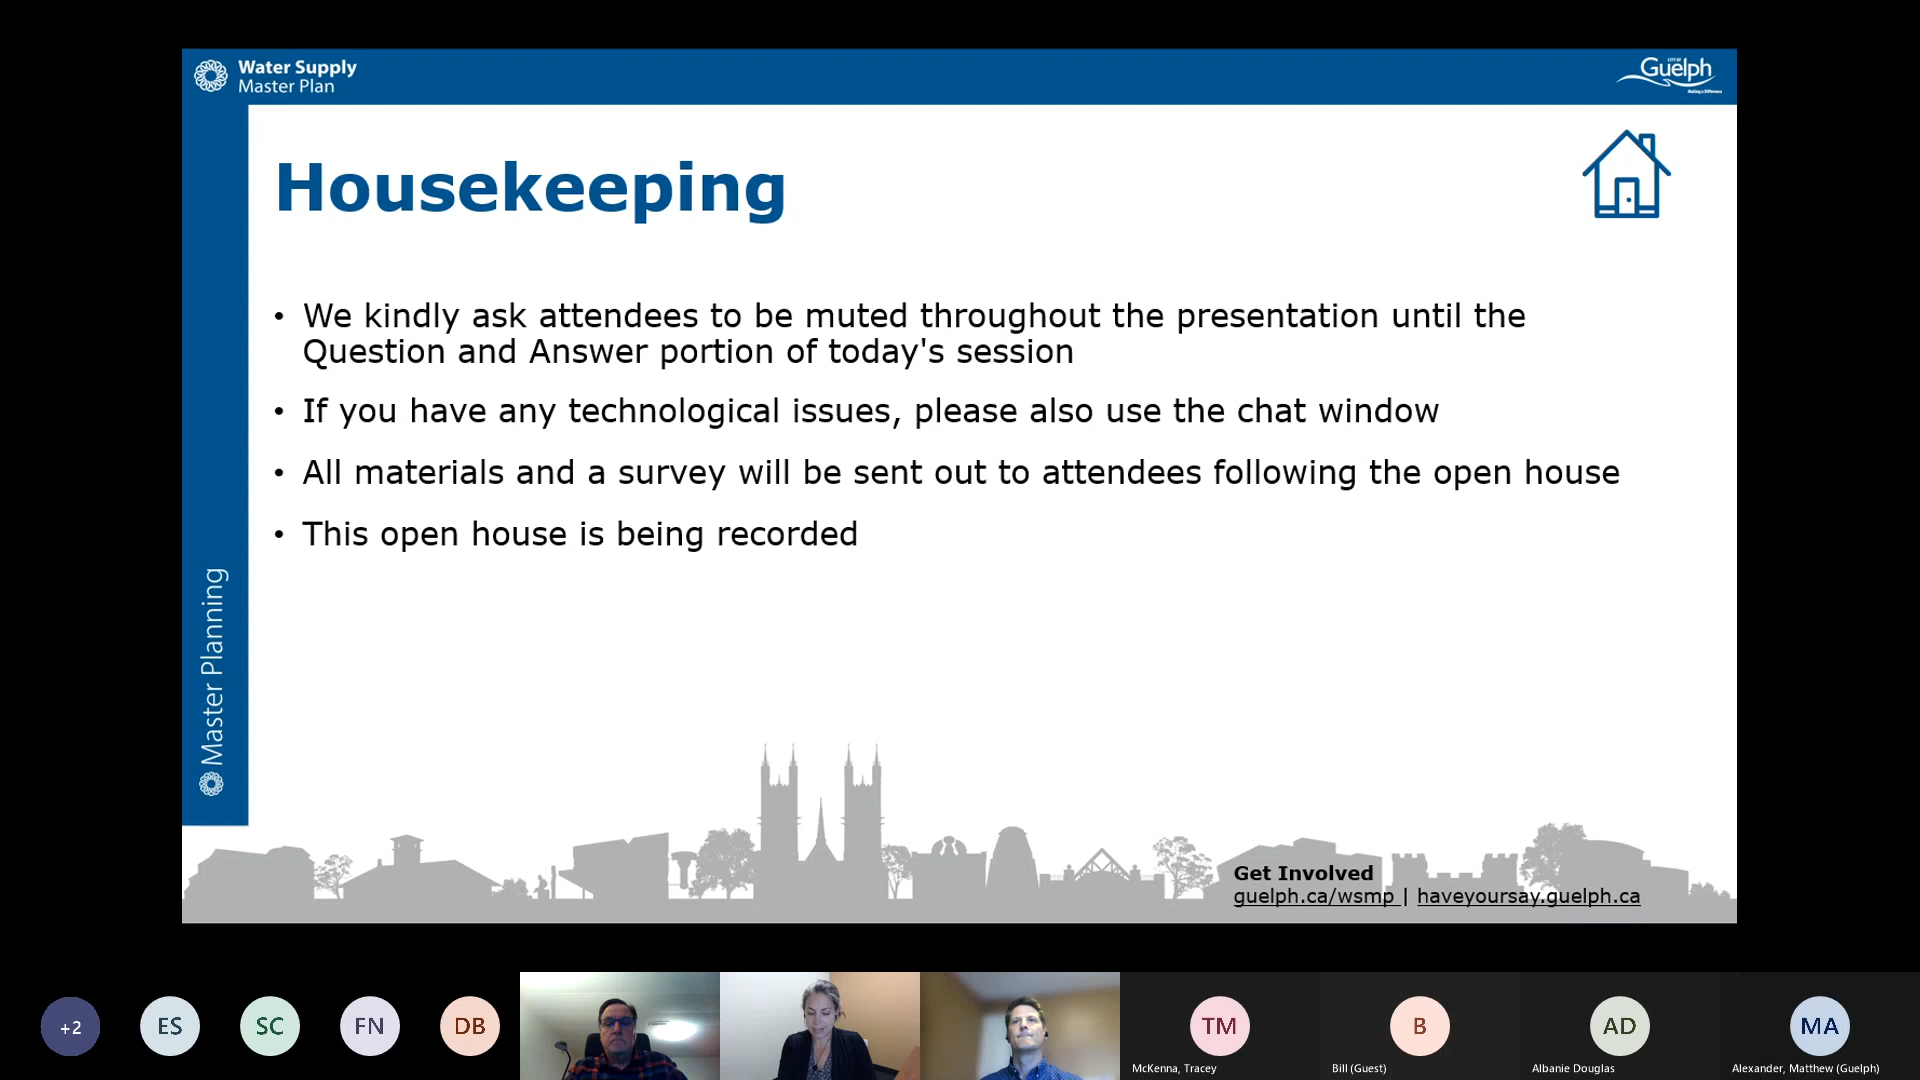 Water Supply
Master Plan
CITY OF
Guelph
Making a Difference
Housekeeping
• We kindly ask attendees to be muted throughout the presentation until the
Question and Answer portion of today's session
• If you have any technological issues, please also use the chat window
• All materials and a survey will be sent out to attendees following the open house
• This open house is being recorded
Master Planning
Get Involved
guelph.ca/wsmp | haveyoursay.guelph.ca
+2
ES
SC
FN
DB
TM
McKenna, Tracey
B
Bill (Guest)
AD
Albanie Douglas
MA
Alexander, Matthew (Guelph)